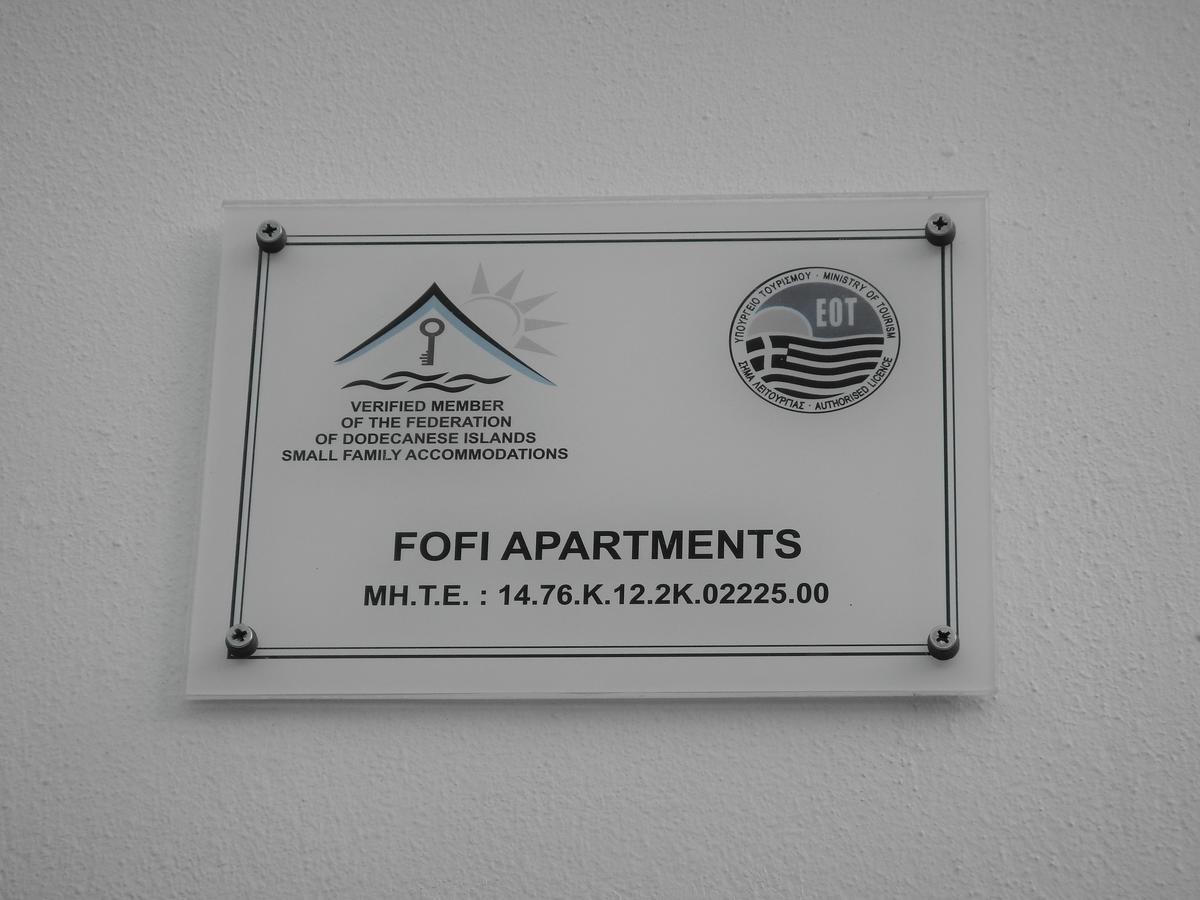 VERIFIED MEMBER
OF THE FEDERATION
OF DODECANESE ISLANDS
SMALL FAMILY ACCOMMODATIONS
ΥΠΟΥΡΓΕΙΟ ΤΟΥΡΙΣΜΟΥ · MINISTRY OF TOURISM
EOT
ΣΗΜΑ ΛΕΙΤΟΥΡΓΙΑΣ · AUTHORISED LICENCE
FOFI APARTMENTS
MH.T.E. : 14.76.K.12.2K.02225.00